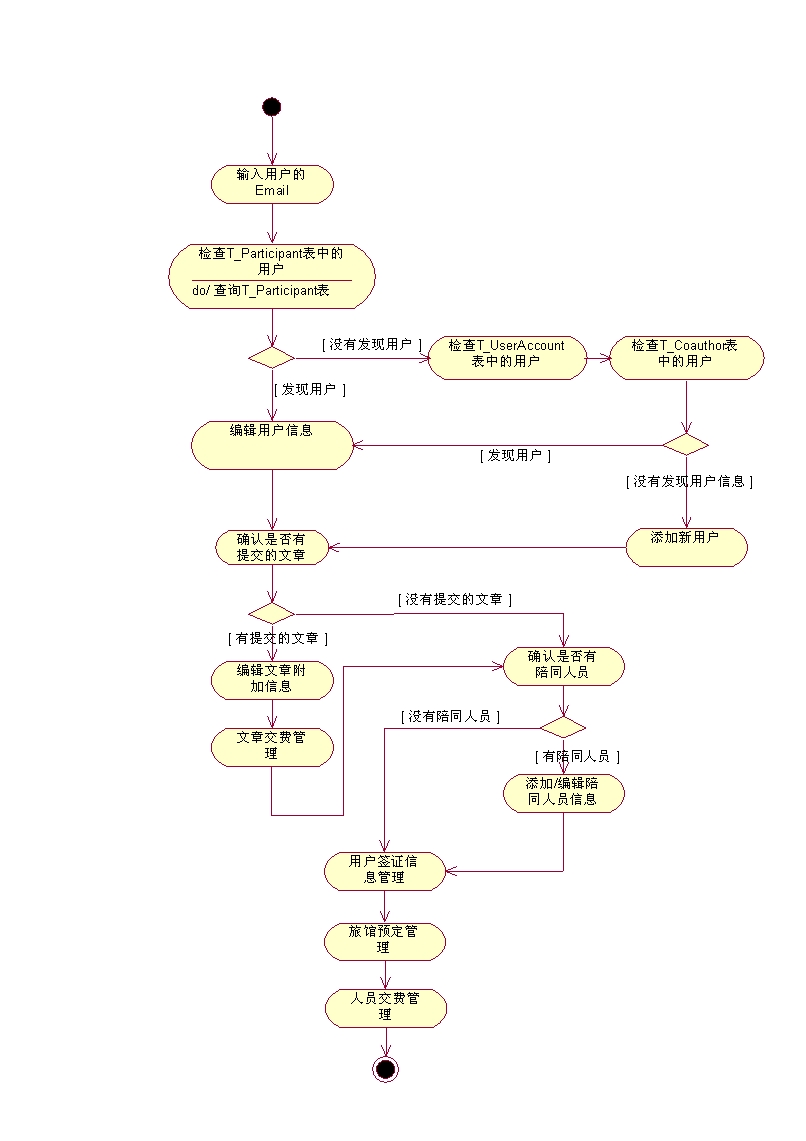 输入用户的
Email
检查T_Participant表中的
用户
do/ 查询T_Participant表
[ 没有发现用户 ]
检查T_UserAccount
表中的用户
检查T_Coauthor表
中的用户
[ 发现用户 ]
编辑用户信息
[ 发现用户 ]
[ 没有发现用户信息 ]
确认是否有
提交的文章
添加新用户
[ 没有提交的文章 ]
[ 有提交的文章 ]
编辑文章附
加信息
确认是否有
陪同人员
文章交费管
理
[ 没有陪同人员 ]
[ 有陪同人员 ]
添加/编辑陪
同人员信息
用户签证信
息管理
旅馆预定管
理
人员交费管
理